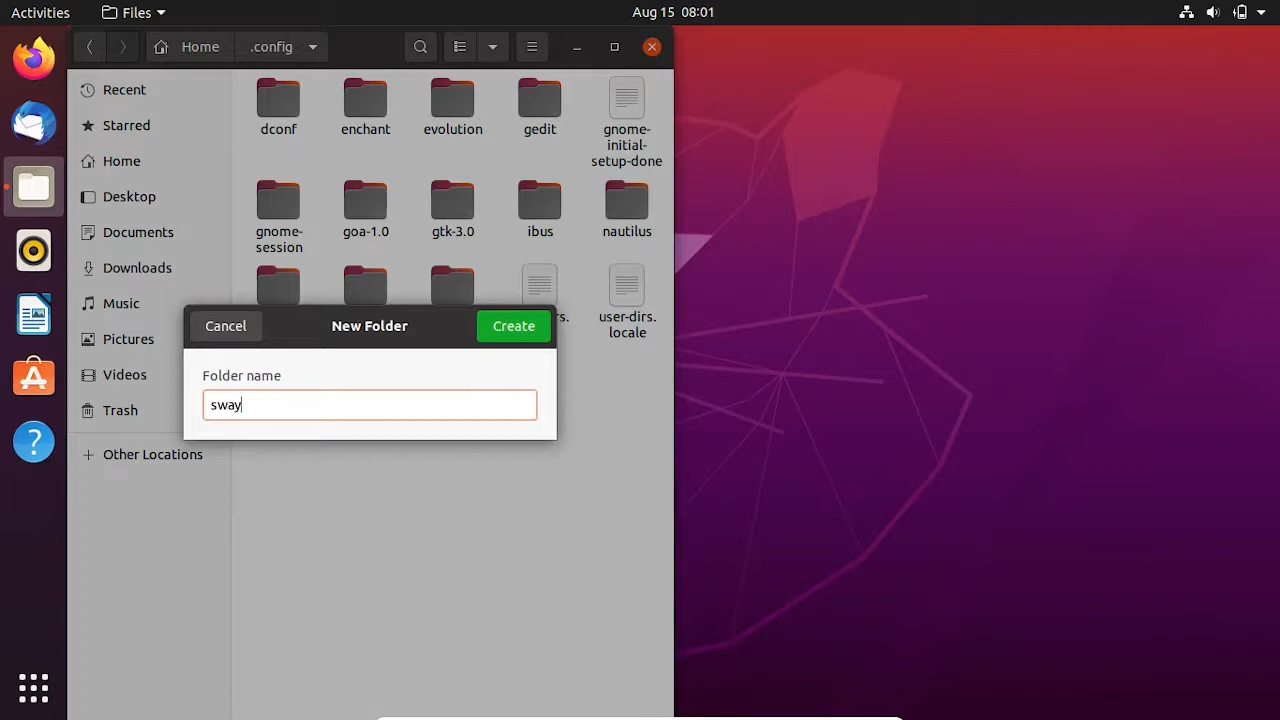 Activities
Files
Aug 15 08:01
Home
.config
Recent
Starred
Home
Desktop
Documents
Downloads
Music
Pictures
Videos
Trash
Other Locations
dconf
enchant
evolution
gedit
gnome-
initial-
setup-done
gnome-
session
goa-1.0
gtk-3.0
ibus
nautilus
rs.
user-dirs.
locale
Cancel
New Folder
Create
Folder name
sway